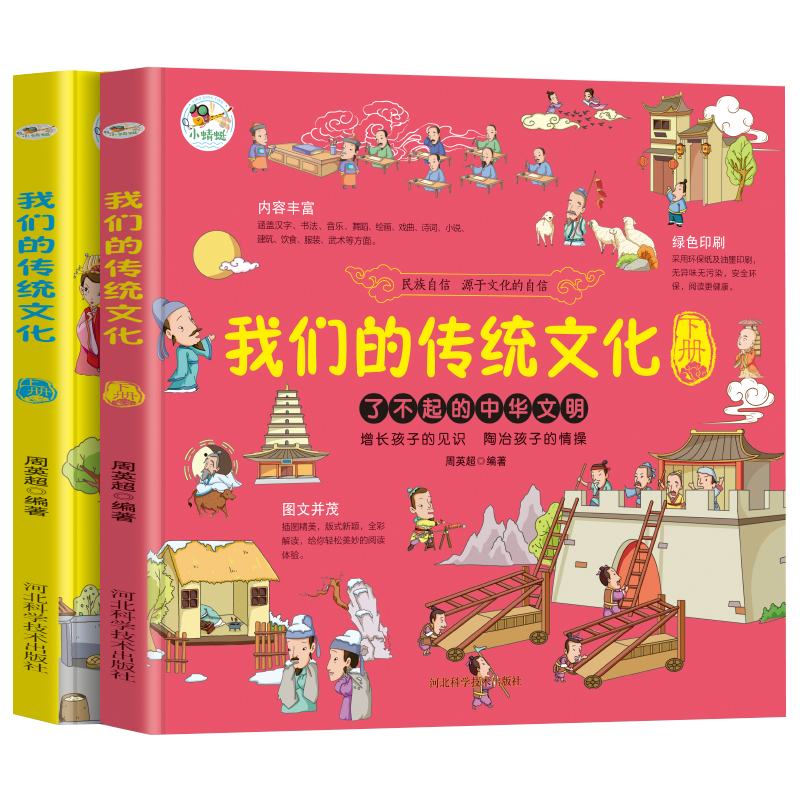 我们的传统文化
上册
周英超◎编著
河北科学技术出版社
我们的传统文化
下册
周英超◎编著
河北科学技术出版社
小蜻蜓
内容丰富
涵盖汉字、书法、音乐、舞蹈、绘画、戏曲、诗词、小说、
建筑、饮食、服装、武术等方面。
绿色印刷
采用环保纸及油墨印刷,
无异味无污染,安全环
保,阅读更健康。
民族自信 源于文化的自信
我们的传统文化
下册
了不起的中华文明
增长孩子的见识 陶冶孩子的情操
周英超◎编著
图文并茂
插图精美,版式新颖,全彩
解读,给你轻松美妙的阅读
体验。
河北科学技术出版社